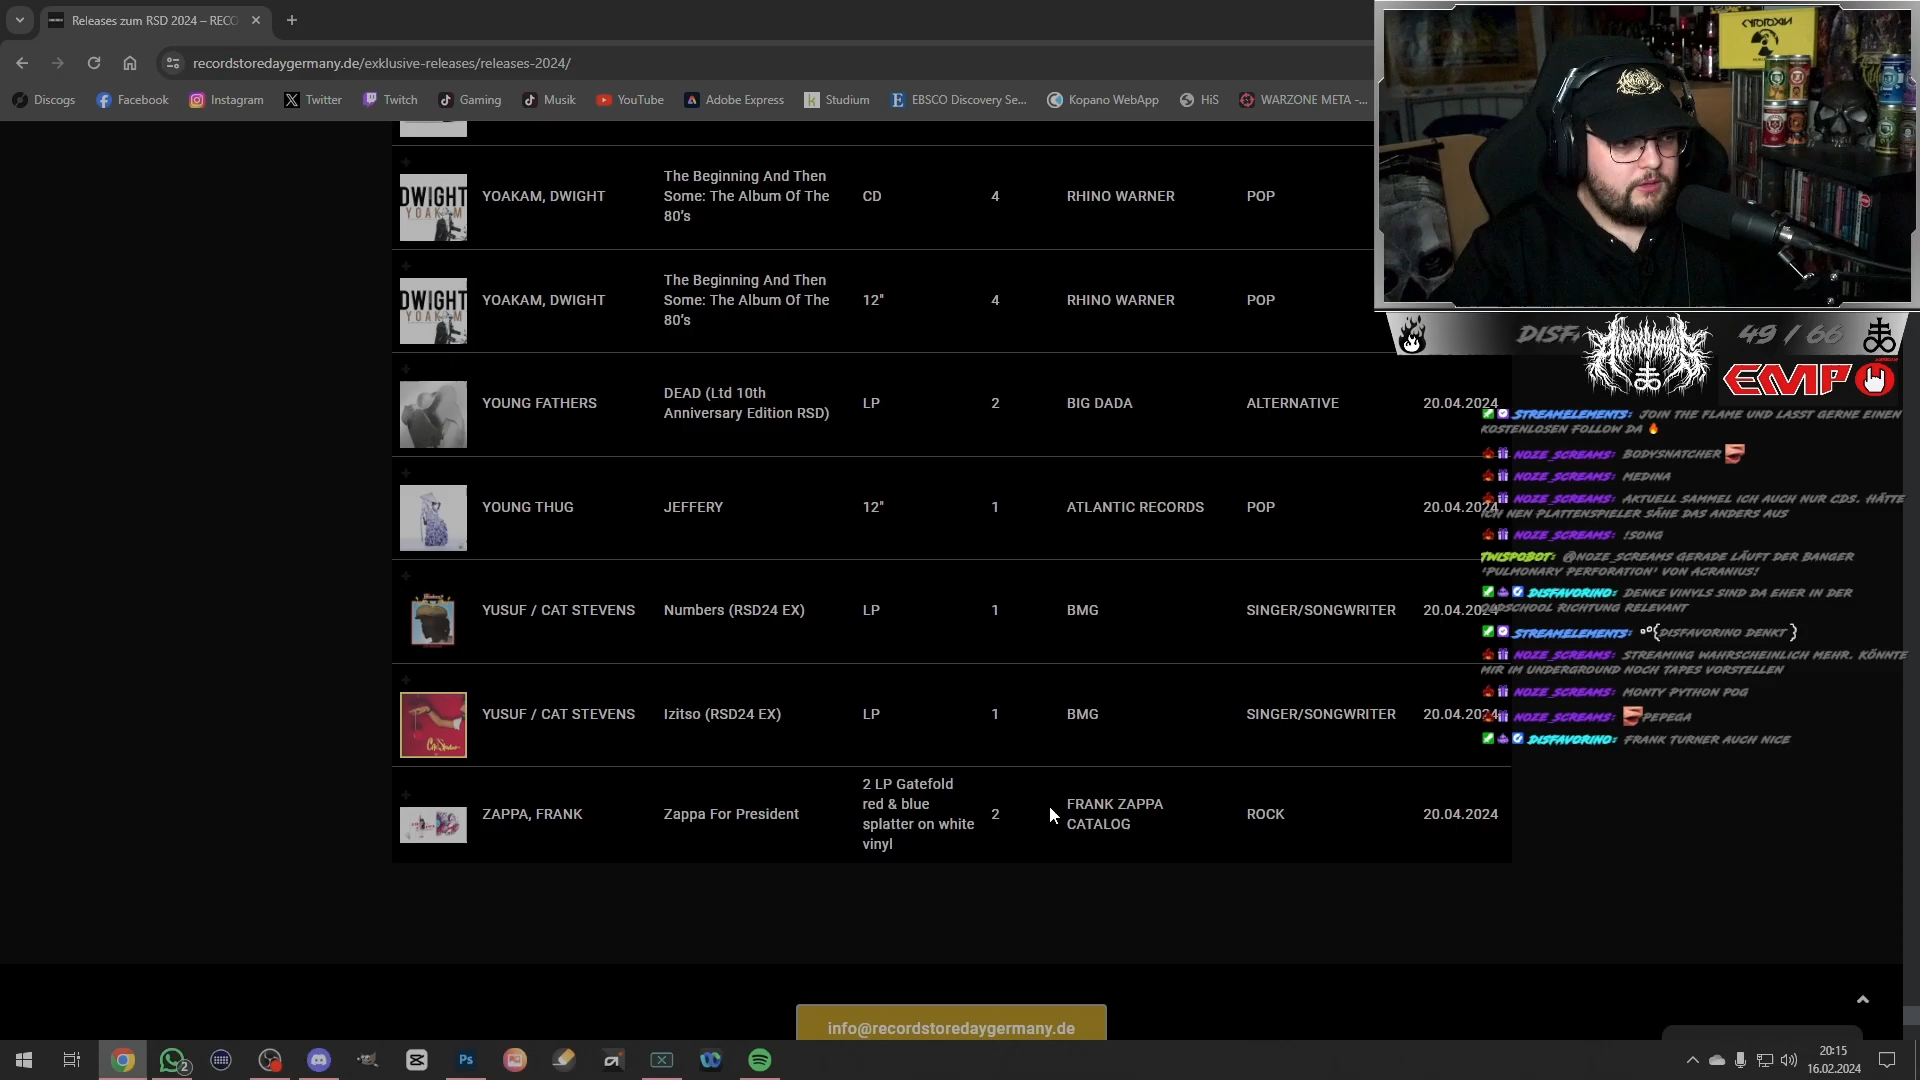 Releases zum RSD 2024 – RECO
recordstoredaygermany.de/exklusive-releases/releases-2024/
Discogs
Facebook
Instagram
Twitter
Twitch
Gaming
Musik
YouTube
Adobe Express
Studium
EBSCO Discovery Se...
Kopano WebApp
HiS
WARZONE META -...
CYTOTOXIN
DWIGHT
YOAKAM
YOAKAM, DWIGHT
The Beginning And Then
Some: The Album Of The
80's
CD
4
RHINO WARNER
POP
DWIGHT
YOAKAM
YOAKAM, DWIGHT
The Beginning And Then
Some: The Album Of The
80's
12"
4
RHINO WARNER
POP
YOUNG FATHERS
DEAD (Ltd 10th
Anniversary Edition RSD)
LP
2
BIG DADA
ALTERNATIVE
20.04.2024
YOUNG THUG
JEFFERY
12"
1
ATLANTIC RECORDS
POP
20.04.2024
YUSUF / CAT STEVENS
Numbers (RSD24 EX)
LP
1
BMG
SINGER/SONGWRITER
20.04.2024
YUSUF / CAT STEVENS
Izitso (RSD24 EX)
LP
1
BMG
SINGER/SONGWRITER
20.04.2024
ZAPPA, FRANK
Zappa For President
2 LP Gatefold
red & blue
splatter on white
vinyl
2
FRANK ZAPPA
CATALOG
ROCK
20.04.2024
info@recordstoredaygermany.de
49 / 66
EMP
STREAMELEMENTS: JOIN THE FLAME UND LASST GERNE EINEN
KOSTENLOSEN FOLLOW DA 🔥
NOZE_SCREAMS: BODYSNATCHER
NOZE_SCREAMS: MEDINA
NOZE_SCREAMS: AKTUELL SAMMEL ICH AUCH NUR CDS. HÄTTE
ICH NEN PLATTENSPIELER SÄHE DAS ANDERS AUS
NOZE_SCREAMS: !SONG
TWISPOBOT: @NOZE_SCREAMS GERADE LÄUFT DER BANGER
'PULMONARY PERFORATION' VON ACRANIUS!
DISFAVORINO: DENKE VINYLS SIND DA EHER IN DER
OLDSCHOOL RICHTUNG RELEVANT
STREAMELEMENTS: °º{DISFAVORINO DENKT }
NOZE_SCREAMS: STREAMING WAHRSCHEINLICH MEHR. KÖNNTE
MIR IM UNDERGROUND NOCH TAPES VORSTELLEN
NOZE_SCREAMS: MONTY PYTHON POG
NOZE_SCREAMS: PEPEGA
DISFAVORINO: FRANK TURNER AUCH NICE
2
Ps
20:15
16.02.2024